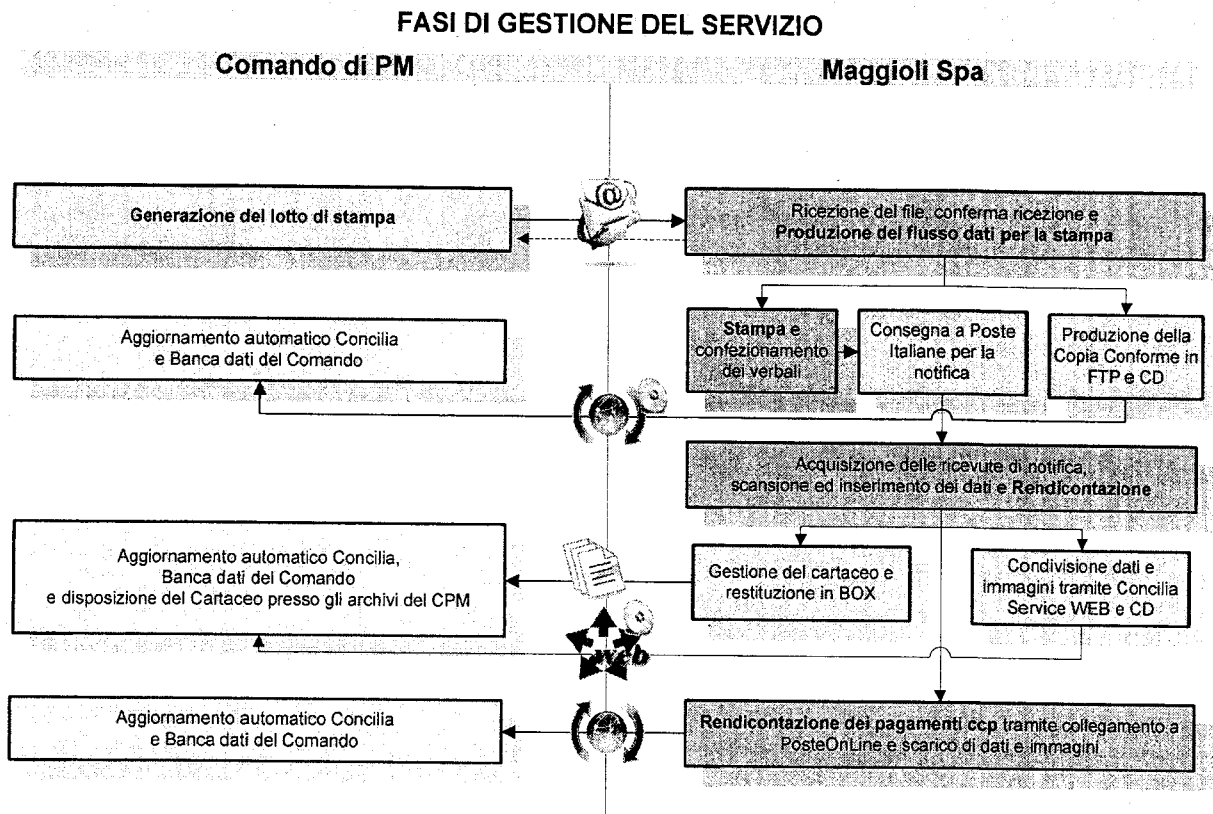 FASI DI GESTIONE DEL SERVIZIO
Comando di PM
Maggioli Spa
Generazione del lotto di stampa
@
Ricezione del file, conferma ricezione e
Produzione del flusso dati per la stampa
Aggiornamento automatico Concilia
e Banca dati del Comando
Stampa e
confezionamento
dei verbali
Consegna a Poste
Italiane per la
notifica
Produzione della
Copia Conforme in
FTP e CD
Acquisizione delle ricevute di notifica,
scansione ed inserimento dei dati e Rendicontazione
Aggiornamento automatico Concilia,
Banca dati del Comando
e disposizione del Cartaceo presso gli archivi del CPM
Gestione del cartaceo e
restituzione in BOX
Condivisione dati e
immagini tramite Concilia
Service WEB e CD
web
Aggiornamento automatico Concilia
e Banca dati del Comando
Rendicontazione dei pagamenti ccp tramite collegamento a
PosteOnLine e scarico di dati e immagini